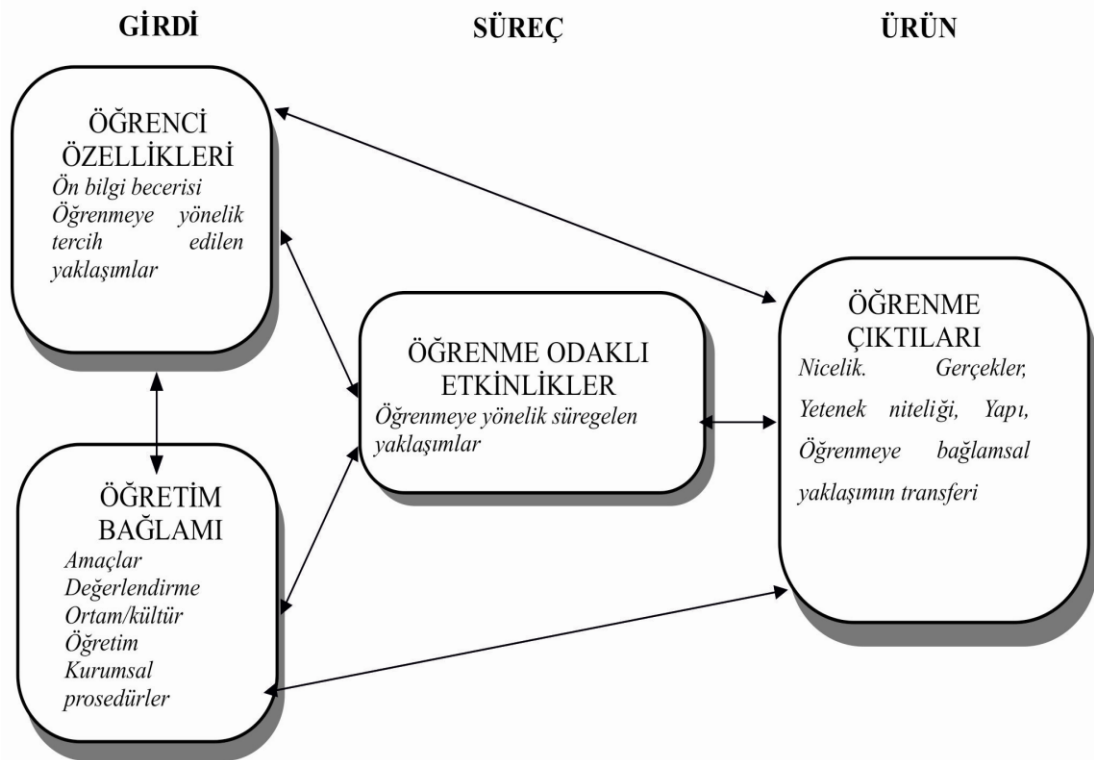 GİRDİ
SÜREÇ
ÜRÜN
ÖĞRENCİ
ÖZELLİKLERİ
Ön bilgi becerisi
Öğrenmeye yönelik
tercih edilen
yaklaşımlar
ÖĞRETİM
BAĞLAMI
Amaçlar
Değerlendirme
Ortam/kültür
Öğretim
Kurumsal
prosedürler
ÖĞRENME ODAKLI
ETKİNLİKLER
Öğrenmeye yönelik süregelen
yaklaşımlar
ÖĞRENME
ÇIKTILARI
Nicelik. Gerçekler,
Yetenek niteliği, Yapı,
Öğrenmeye bağlamsal
yaklaşımın transferi